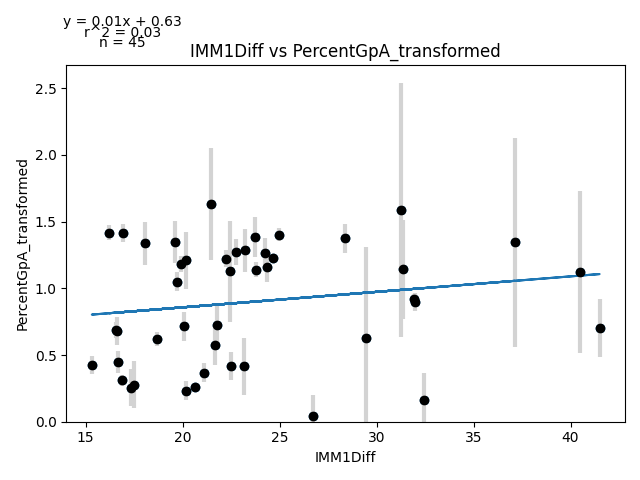 y = 0.01x + 0.63
r^2 = 0.03
n = 45
IMM1Diff vs PercentGpA_transformed
PercentGpA_transformed
2.5
2.0
1.5
1.0
0.5
0.0
15 20 25 30 35 40
IMM1Diff